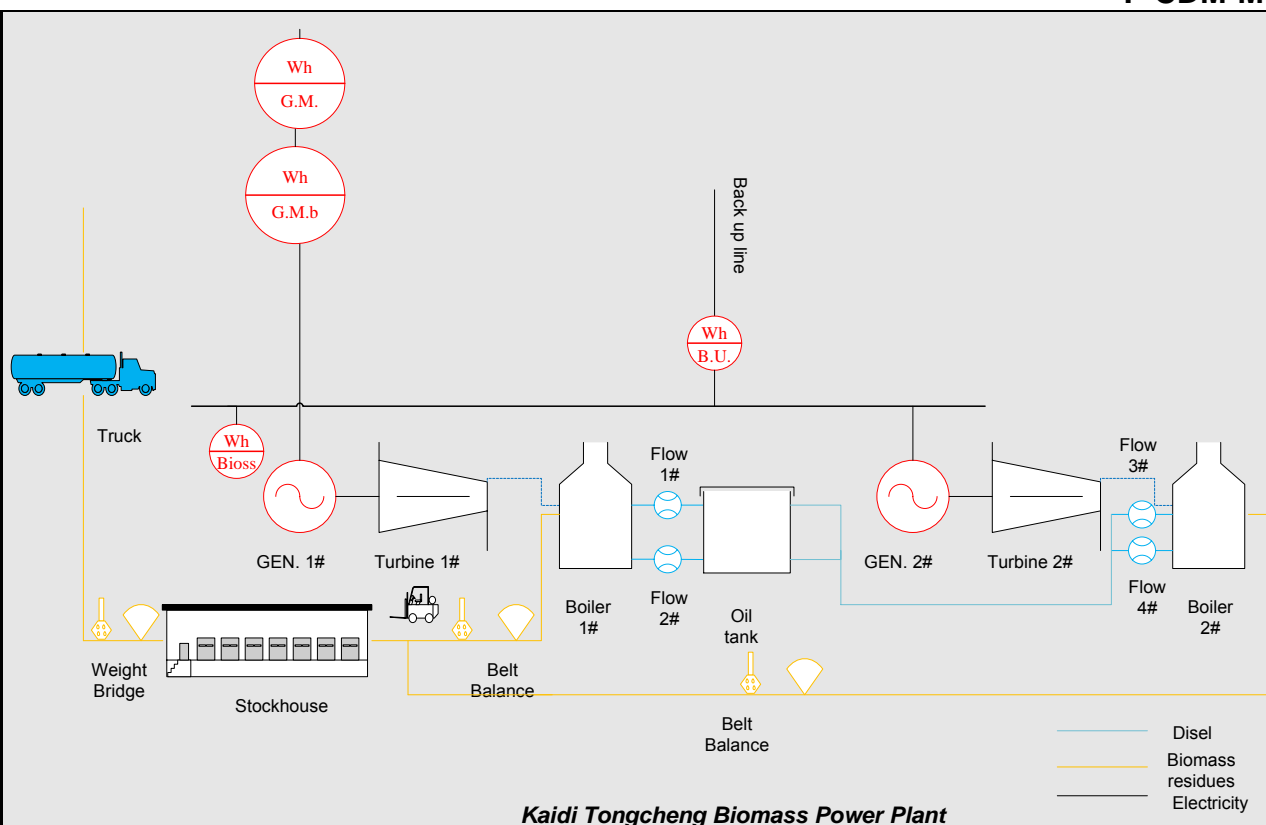 Wh
G.M.
Wh
G.M.b
Back up line
Wh
B.U.
Truck
Wh
Bioss
Flow
1#
Flow
3#
GEN. 1#
Turbine 1#
GEN. 2#
Turbine 2#
Boiler
1#
Flow
2#
Oil
tank
Flow
4#
Boiler
2#
Weight
Bridge
Stockhouse
Belt
Balance
Belt
Balance
Disel
Biomass
residues
Electricity
Kaidi Tongcheng Biomass Power Plant